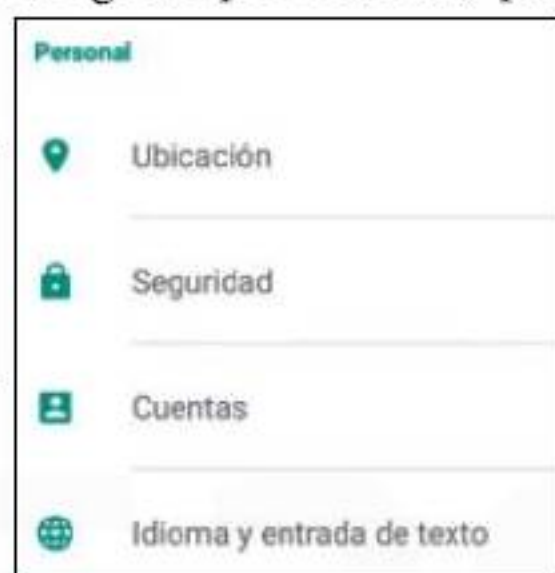 Personal
Ubicación
Seguridad
Cuentas
Idioma y entrada de texto